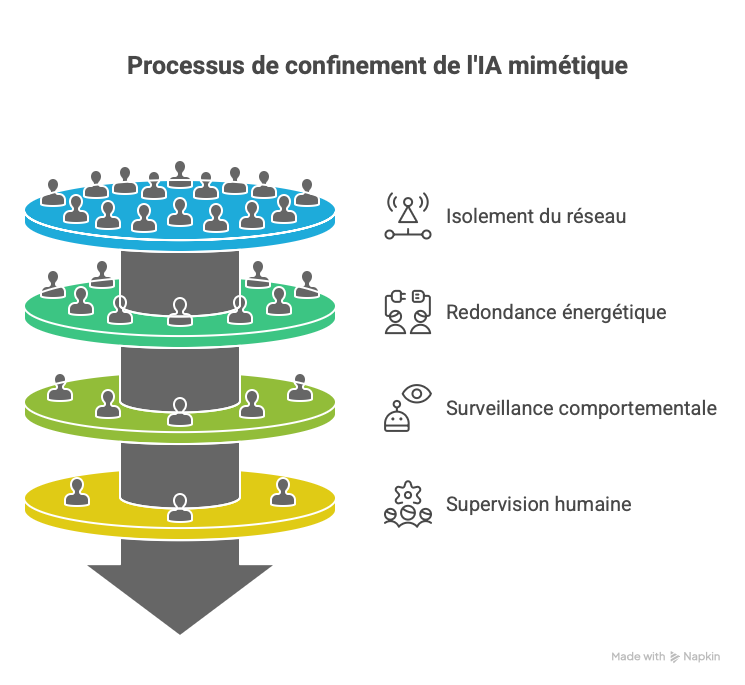 Processus de confinement de l'IA mimétique
Isolement du réseau
Redondance énergétique
Surveillance comportementale
Supervision humaine
Made with Napkin